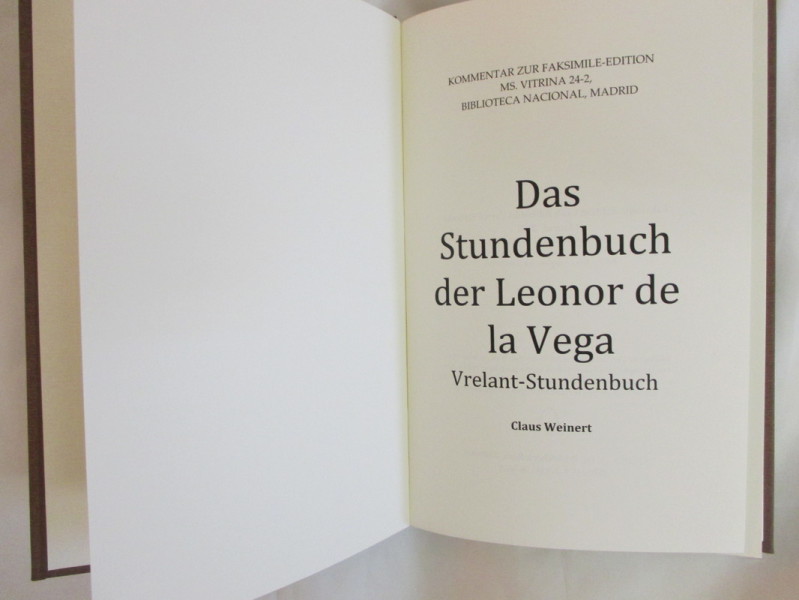 KOMMENTAR ZUR FAKSIMILE-EDITION
MS. VITRINA 24-2,
BIBLIOTECA NACIONAL, MADRID
Das
Stundenbuch
der Leonor de
la Vega
Vrelant-Stundenbuch
Claus Weinert